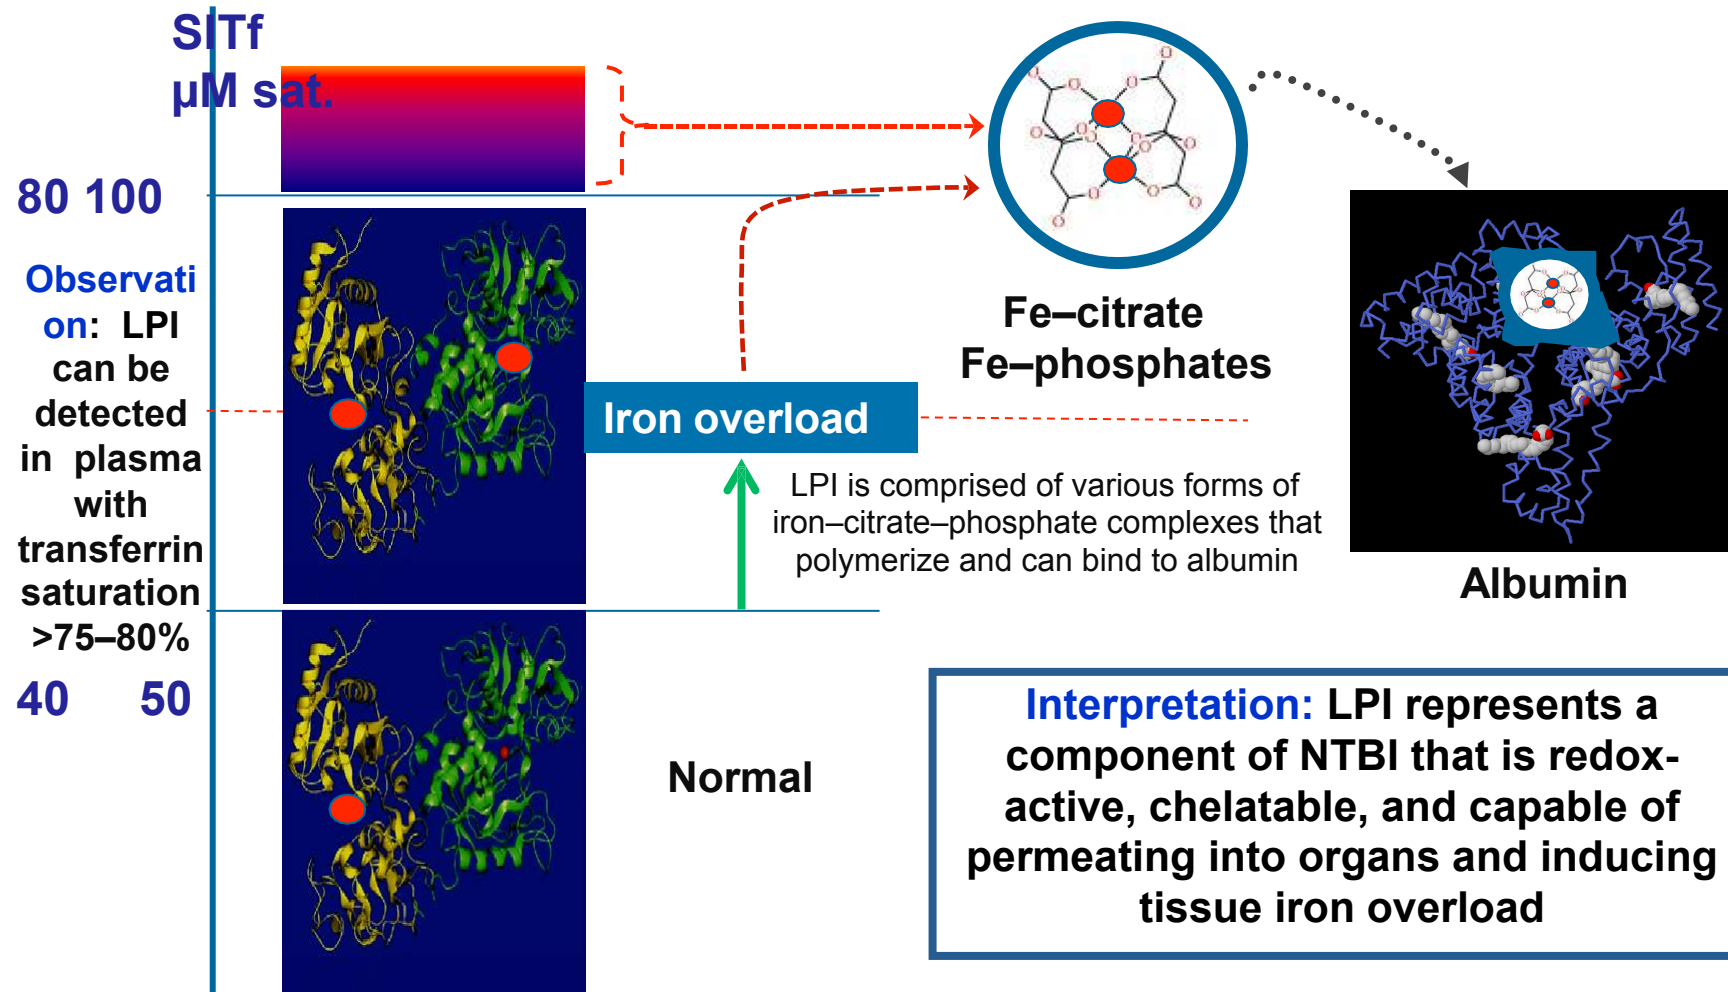 SITf
µM sat.
80 100
Observati
on: LPI
can be
detected
in plasma
with
transferrin
saturation
>75–80%
40 50
Iron overload
Normal
Fe–citrate
Fe–phosphates
LPI is comprised of various forms of
iron–citrate–phosphate complexes that
polymerize and can bind to albumin
Albumin
Interpretation: LPI represents a
component of NTBI that is redox-
active, chelatable, and capable of
permeating into organs and inducing
tissue iron overload